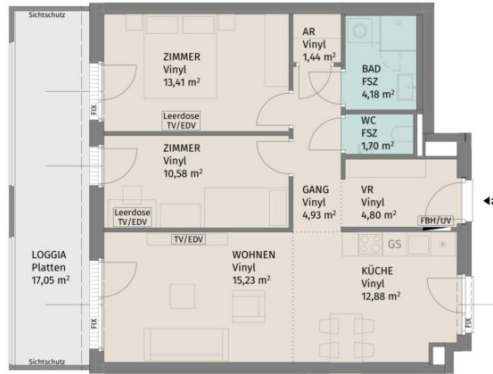 Sichtschutz
ZIMMER
Vinyl
13,41 m²
AR
Vinyl
1,44 m²
BAD
FSZ
4,18 m²
FIX
Leerdose
TV/EDV
WC
FSZ
1,70 m²
ZIMMER
Vinyl
10,58 m²
GANG
Vinyl
4,93 m²
VR
Vinyl
4,80 m²
Leerdose
TV/EDV
FBH/UV
TV/EDV
LOGGIA
Platten
17,05 m²
WOHNEN
Vinyl
15,23 m²
GS
KÜCHE
Vinyl
12,88 m²
FIX
FIX
Sichtschutz